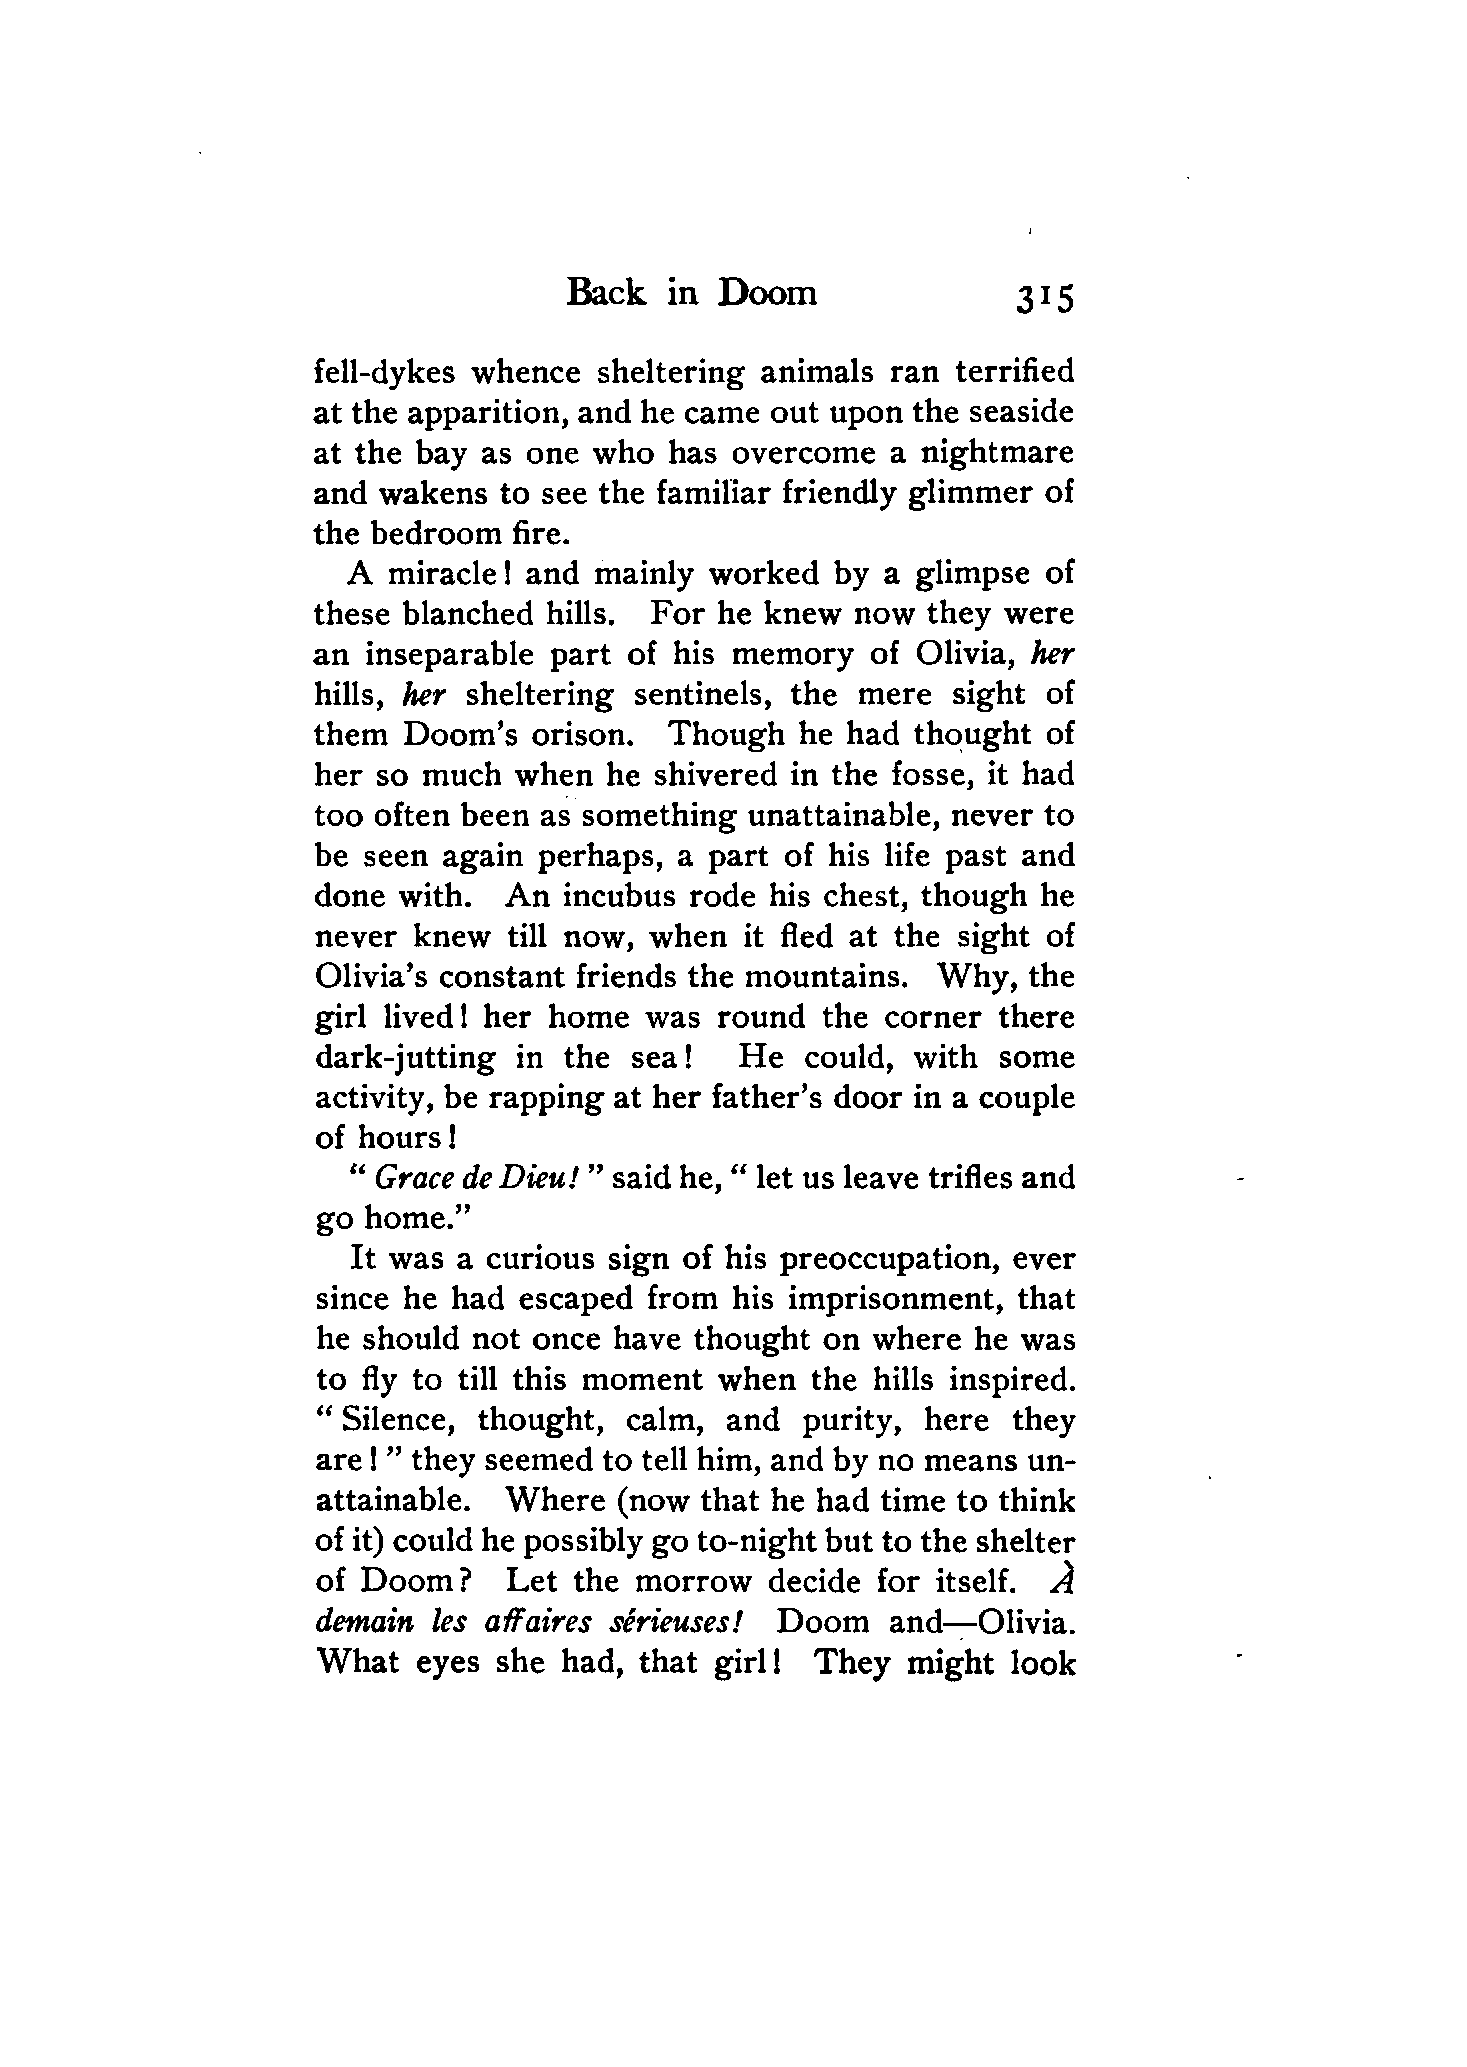 Back in Doom 315
fell-dykes whence sheltering animals ran terrified
at the apparition, and he came out upon the seaside
at the bay as one who has overcome a nightmare
and wakens to see the familiar friendly glimmer of
the bedroom fire.
A miracle! and mainly worked by a glimpse of
these blanched hills. For he knew now they were
an inseparable part of his memory of Olivia, her
hills, her sheltering sentinels, the mere sight of
them Doom's orison. Though he had thought of
her so much when he shivered in the fosse, it had
too often been as something unattainable, never to
be seen again perhaps, a part of his life past and
done with. An incubus rode his chest, though he
never knew till now, when it fled at the sight of
Olivia's constant friends the mountains. Why, the
girl lived! her home was round the corner there
dark-jutting in the sea! He could, with some
activity, be rapping at her father's door in a couple
of hours!
"Grace de Dieu!" said he, "let us leave trifles and
go home."
It was a curious sign of his preoccupation, ever
since he had escaped from his imprisonment, that
he should not once have thought on where he was
to fly to till this moment when the hills inspired.
"Silence, thought, calm, and purity, here they
are!" they seemed to tell him, and by no means un-
attainable. Where (now that he had time to think
of it) could he possibly go to-night but to the shelter
of Doom? Let the morrow decide for itself. À
demain les affaires sérieuses! Doom and—Olivia.
What eyes she had, that girl! They might look